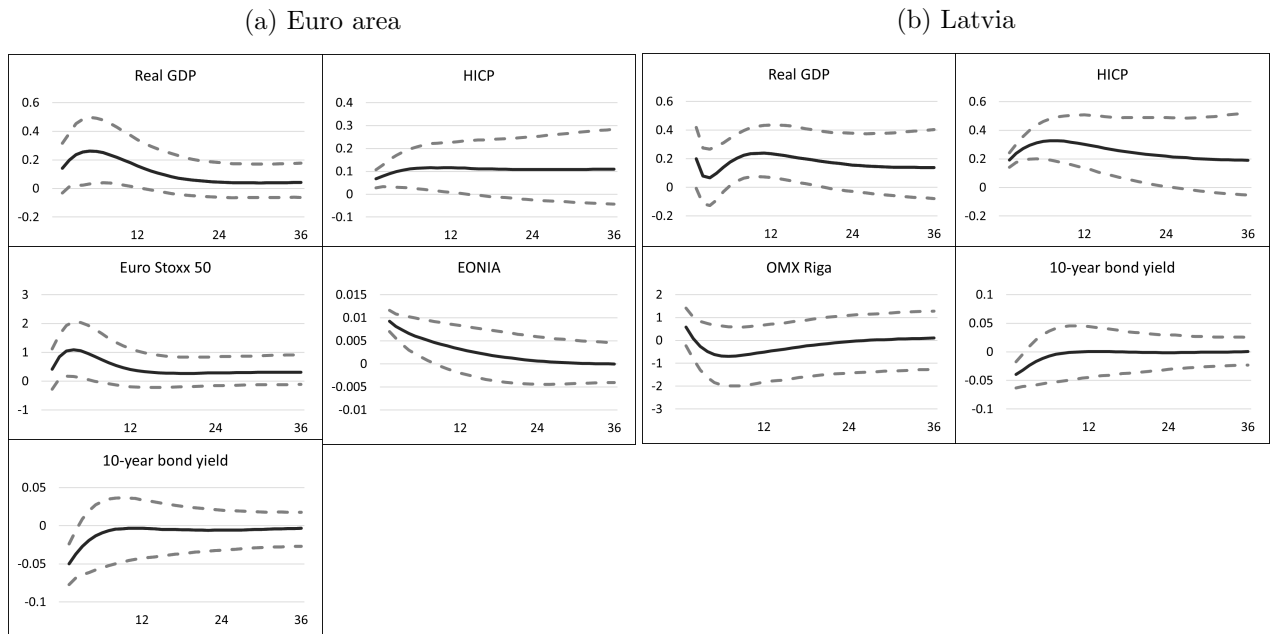 (a) Euro area
Real GDP
0.6
0.4
0.2
0
-0.2
12 24 36
HICP
0.4
0.3
0.2
0.1
0
-0.1
12 24 36
Euro Stoxx 50
3
2
1
0
-1
12 24 36
EONIA
0.015
0.01
0.005
0
-0.005
-0.01
12 24 36
10-year bond yield
0.05
0
-0.05
-0.1
12 24 36
(b) Latvia
Real GDP
0.6
0.4
0.2
0
-0.2
12 24 36
HICP
0.6
0.4
0.2
0
-0.2
12 24 36
OMX Riga
2
1
0
-1
-2
-3
12 24 36
10-year bond yield
0.1
0.05
0
-0.05
-0.1
12 24 36